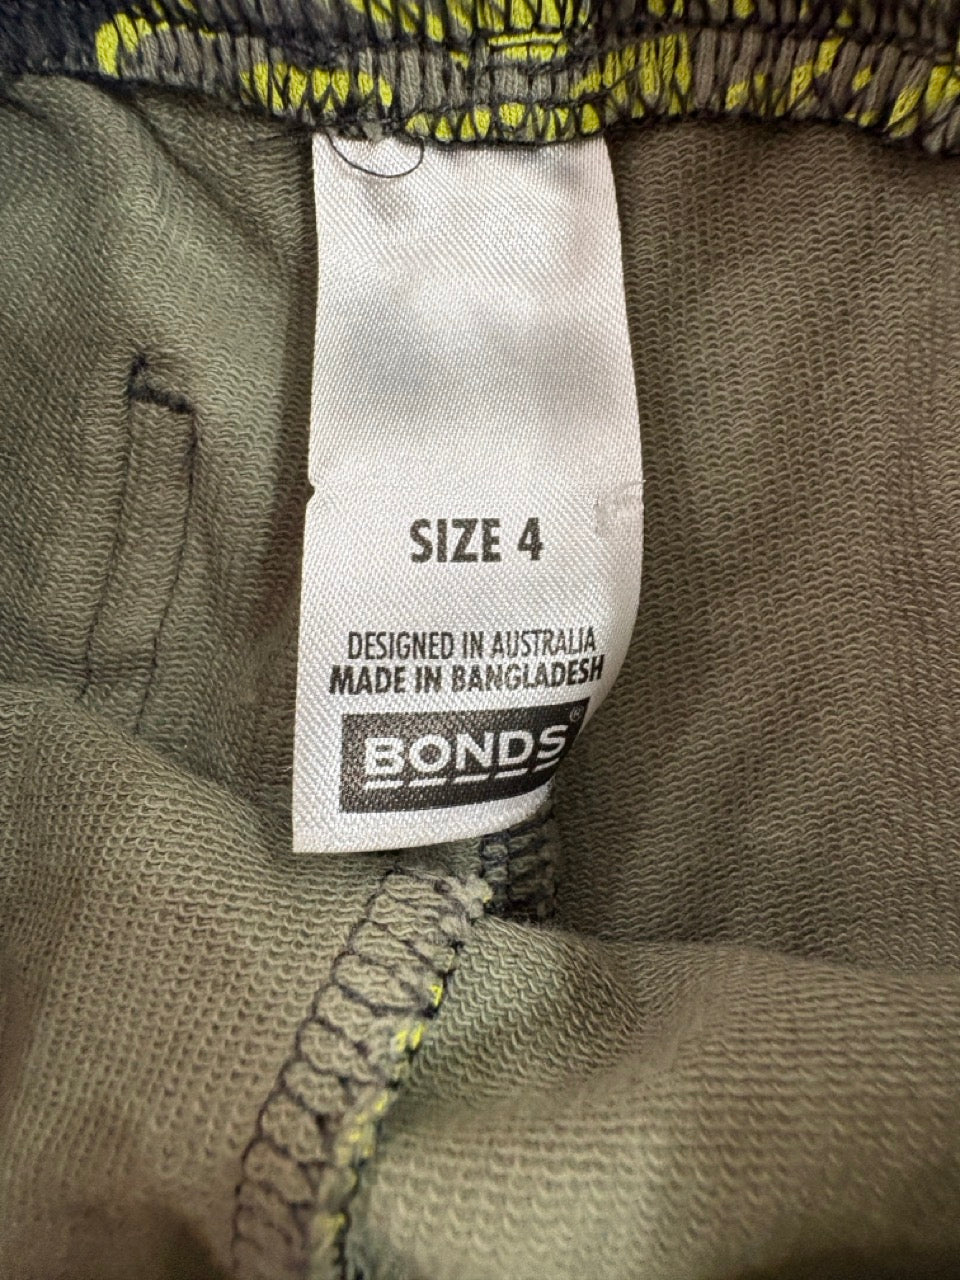 SIZE 4
DESIGNED IN AUSTRALIA
MADE IN BANGLADESH
BONDS®